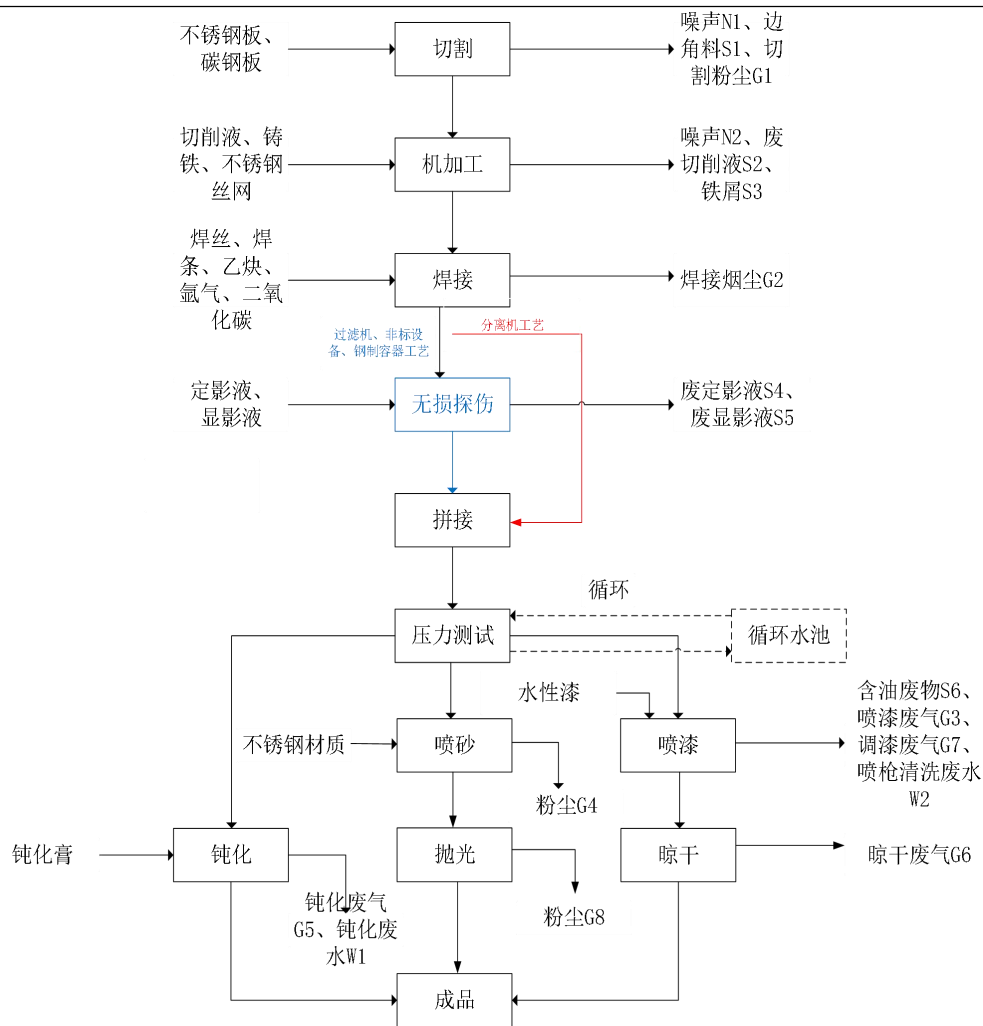 不锈钢板、
碳钢板
切割
噪声N1、边
角料S1、切
割粉尘G1
切削液、铸
铁、不锈钢
丝网
机加工
噪声N2、废
切削液S2、
铁屑S3
焊丝、焊
条、乙炔、
氩气、二氧
化碳
焊接
焊接烟尘G2
过滤机、非标设
备、钢制容器工艺
分离机工艺
定影液、
显影液
无损探伤
废定影液S4、
废显影液S5
拼接
循环
压力测试
循环水池
水性漆
不锈钢材质
喷砂
粉尘G4
喷漆
含油废物S6、
喷漆废气G3、
调漆废气G7、
喷枪清洗废水
W2
钝化膏
钝化
钝化废气
G5、钝化废
水W1
抛光
粉尘G8
晾干
晾干废气G6
成品